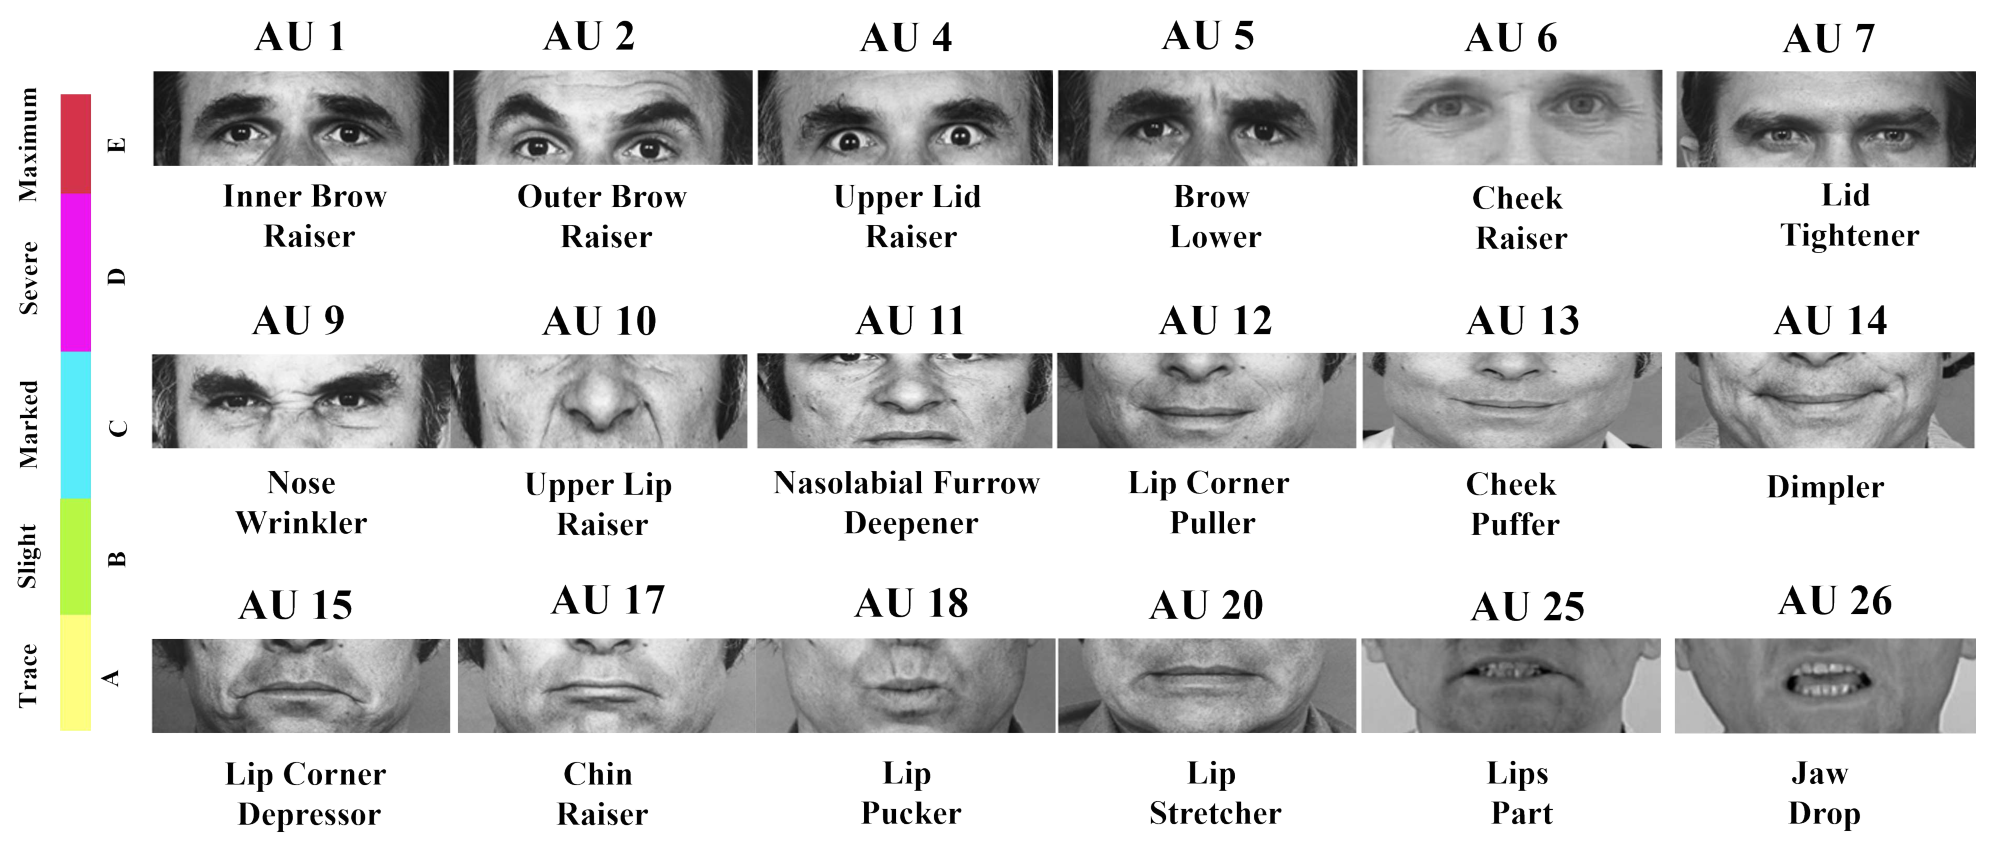 AU 1
AU 2
AU 4
AU 5
AU 6
AU 7
Inner Brow
Raiser
Outer Brow
Raiser
Upper Lid
Raiser
Brow
Lower
Cheek
Raiser
Lid
Tightener
AU 9
AU 10
AU 11
AU 12
AU 13
AU 14
Nose
Wrinkler
Upper Lip
Raiser
Nasolabial Furrow
Deepener
Lip Corner
Puller
Cheek
Puffer
Dimpler
AU 15
AU 17
AU 18
AU 20
AU 25
AU 26
Lip Corner
Depressor
Chin
Raiser
Lip
Pucker
Lip
Stretcher
Lips
Part
Jaw
Drop
Maximum
E
Severe
D
Marked
C
Slight
B
Trace
A